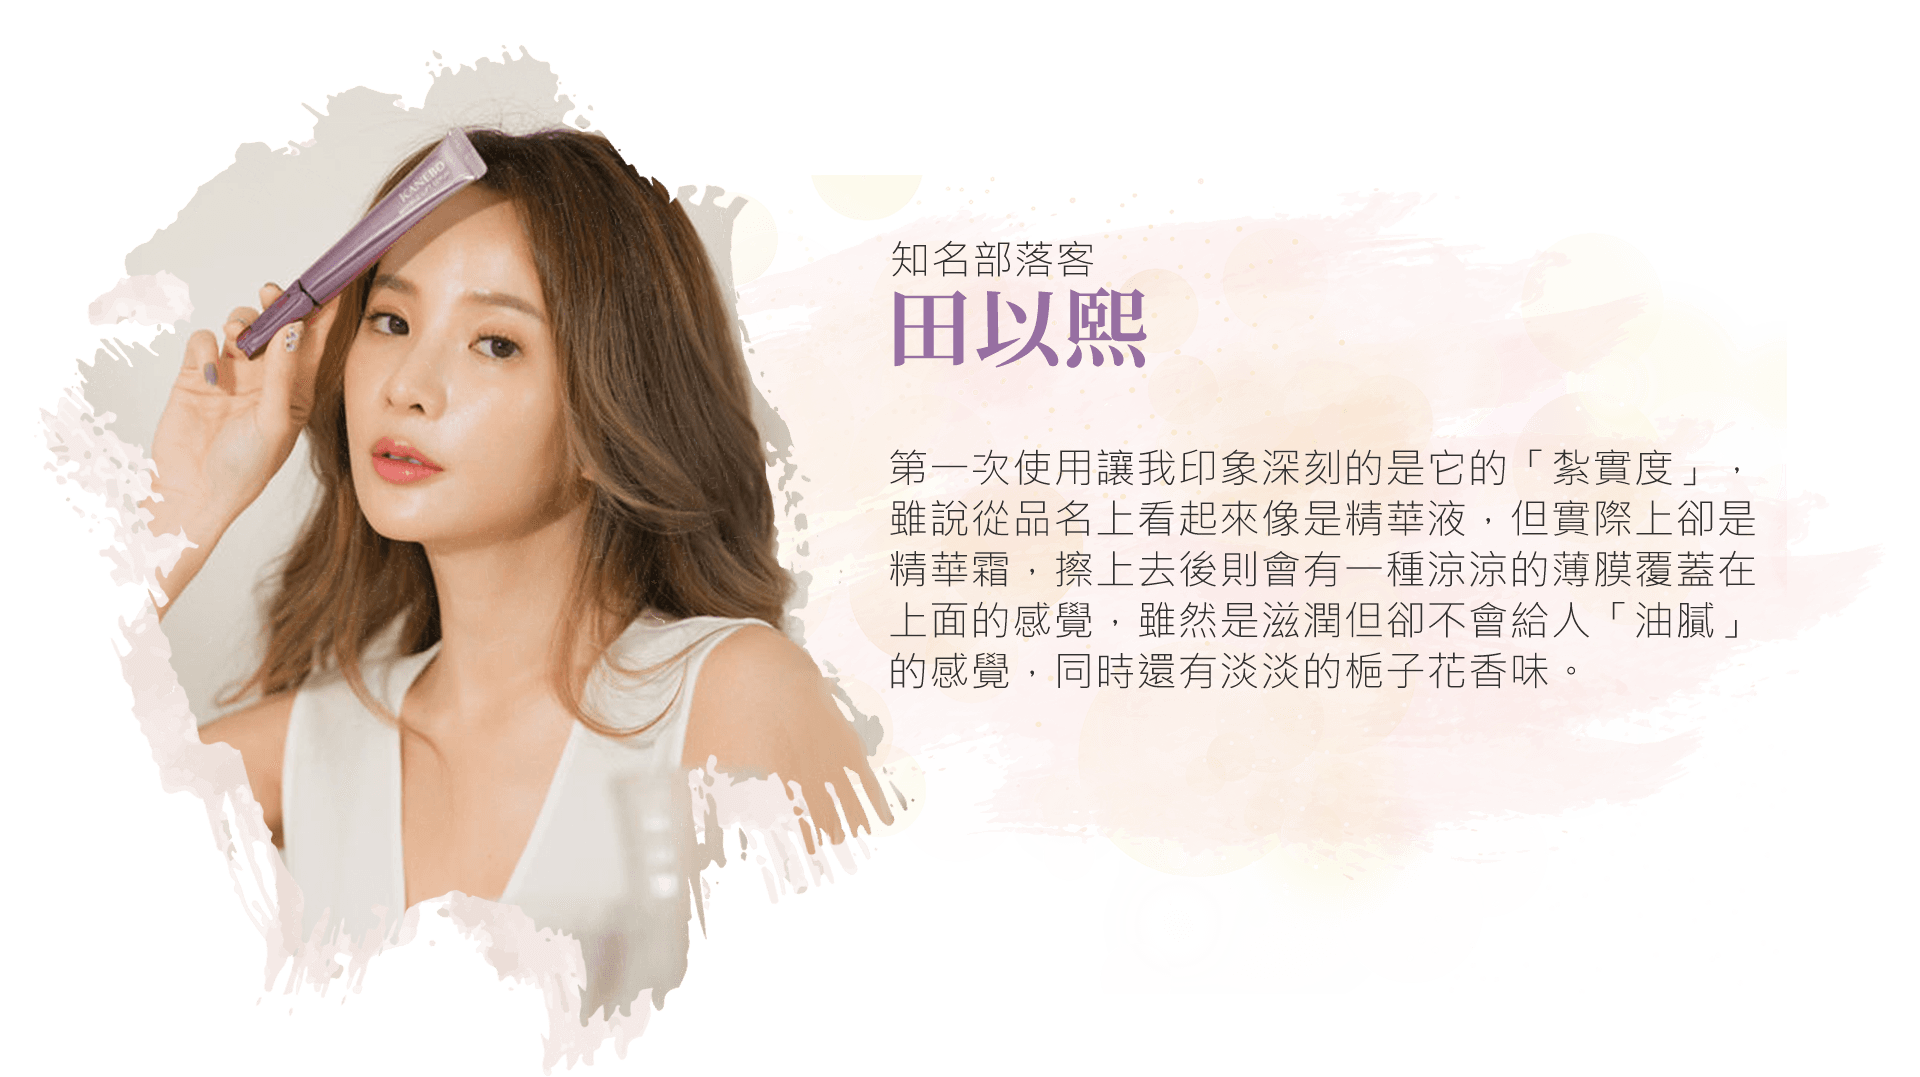 KANEBO
知名部落客
田以熙
第一次使用讓我印象深刻的是它的「紮實度」，
雖說從品名上看起來像是精華液，但實際上卻是
精華霜，擦上去後則會有一種涼涼的薄膜覆蓋在
上面的感覺，雖然是滋潤但卻不會給人「油膩」
的感覺，同時還有淡淡的梔子花香味。